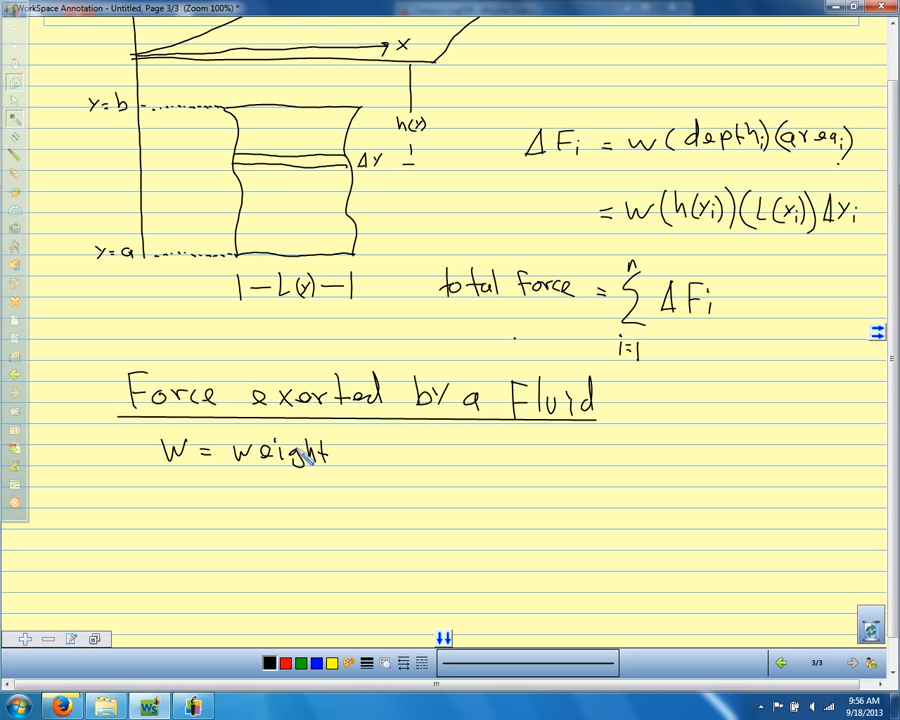 WorkSpace Annotation - Untitled, Page 3/3 (Zoom 100%) *
x
y=b
h(y)
Δy
ΔFi = w(depthi)(areai)
= w(h(yi))(L(yi))Δyi
y=a
|—L(y)—|
total force = n∑i=1 ΔFi
Force exerted by a Fluid
W = weight
3/3
9:56 AM
9/18/2013